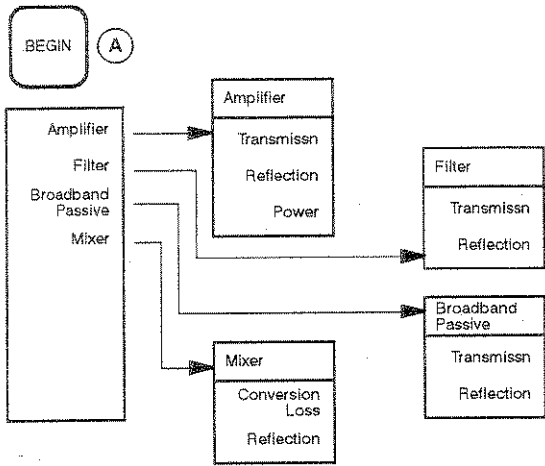 BEGIN
A
Amplifier
Filter
Broadband
Passive
Mixer
Amplifier
Transmissn
Reflection
Power
Filter
Transmissn
Reflection
Broadband
Passive
Transmissn
Reflection
Mixer
Conversion
Loss
Reflection